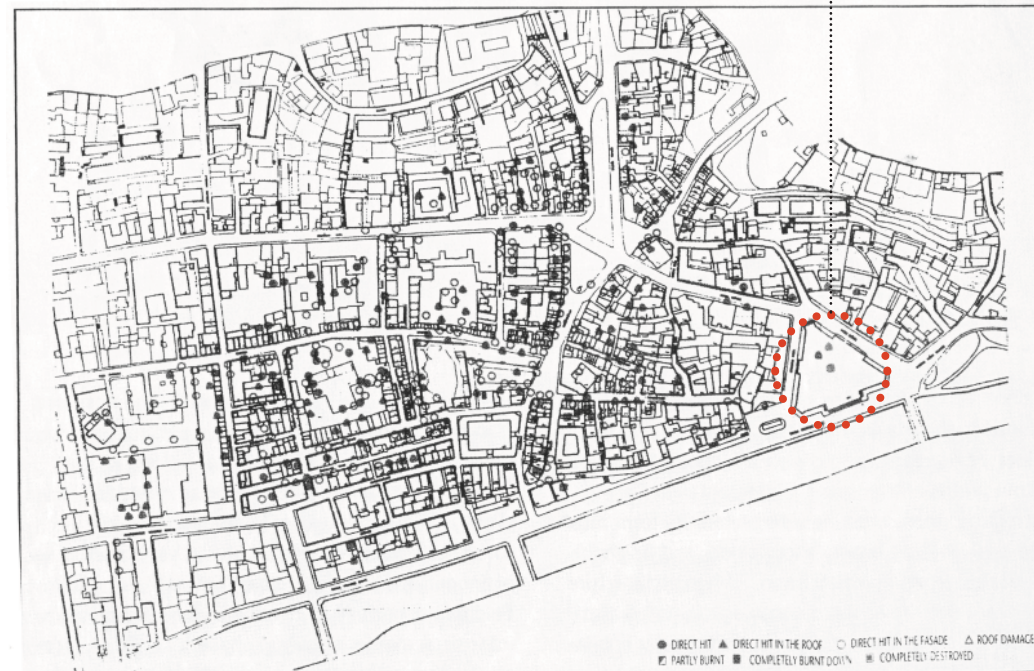 DIRECT HIT DIRECT HIT IN THE ROOF DIRECT HIT IN THE FASADE ROOF DAMAGE
PARTLY BURNT COMPLETELY BURNT DOWN COMPLETELY DESTROYED